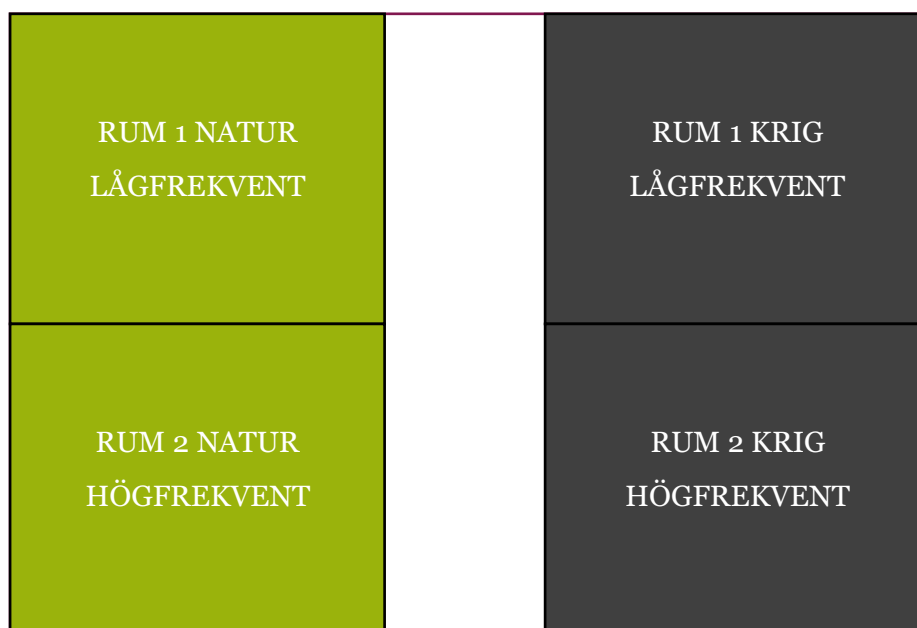 RUM 1 NATUR
LÅGFREKVENT
RUM 1 KRIG
LÅGFREKVENT
RUM 2 NATUR
HÖGFREKVENT
RUM 2 KRIG
HÖGFREKVENT